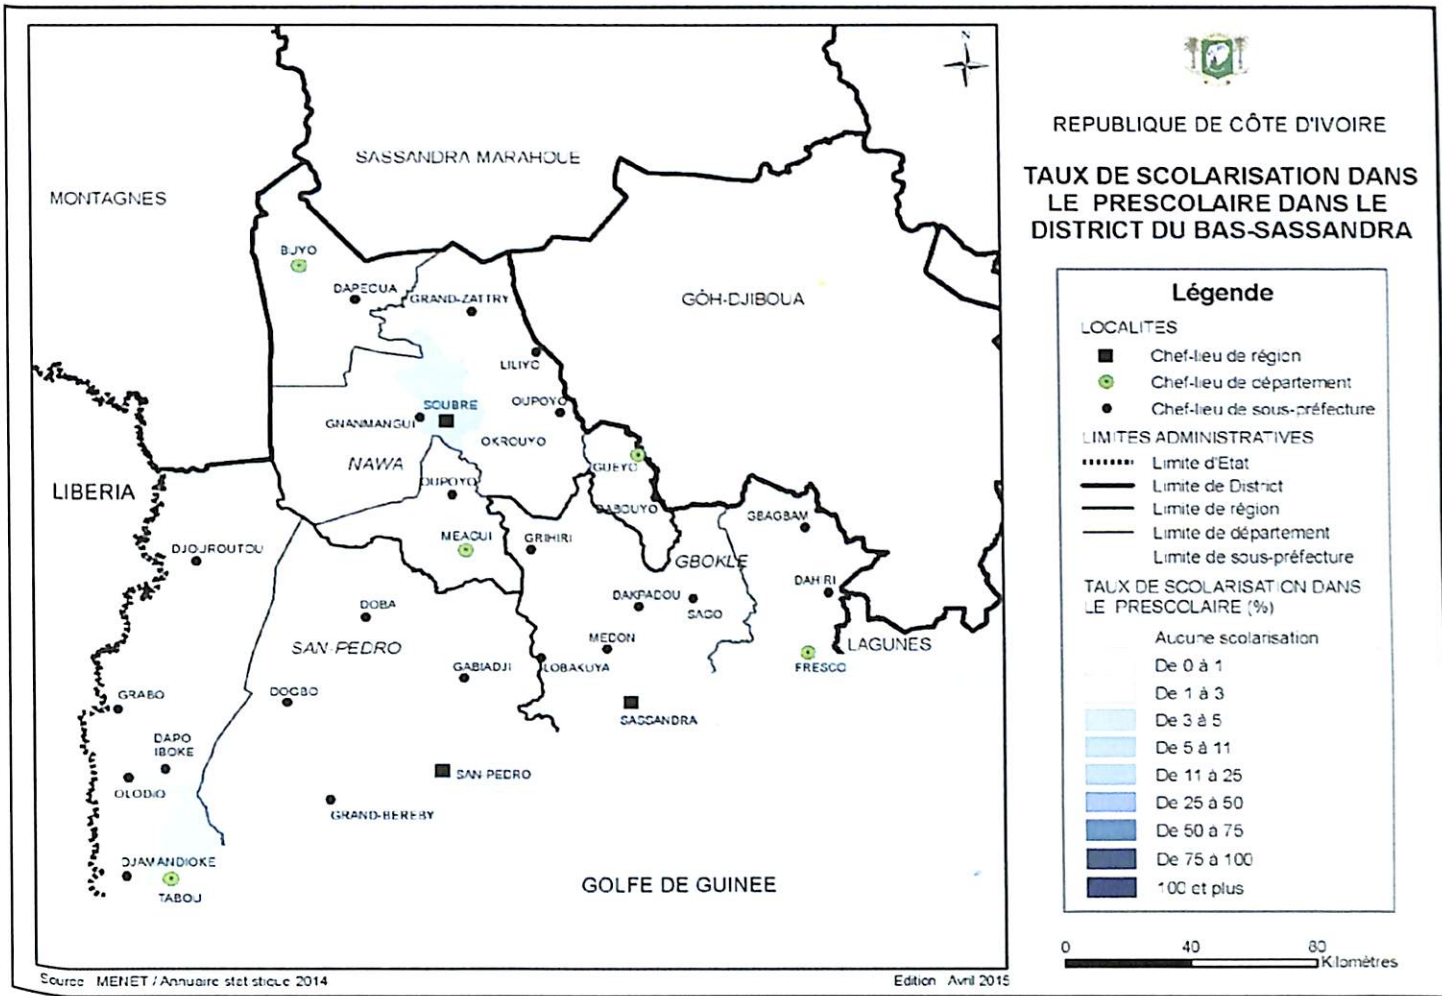 N
SASSANDRA MARAHOUE
MONTAGNES
BUYO
DAPEOUA
GRAND-ZATTRY
GÔH-DJIBOUA
LILIYO
SOUBRE
OUPOYO
GNANMANGUI
OKROUYO
NAWA
GUEYO
LIBERIA
OUPOYO
DABOUYO
GBAGBAM
MEAGUI
GRIHIRI
DJOUROUTOU
GBOKLE
DAHIRI
DAKPADOU
SAGO
DOBA
SAN-PEDRO
MEDON
LAGUNES
GABIADJI
LOBAKUYA
FRESCO
GRABO
DOGBO
SASSANDRA
DAPO
IBOKE
SAN-PEDRO
OLODIO
GRAND-BEREBY
DJAMANDIOKE
TABOU
GOLFE DE GUINEE
Source MENET / Annuaire statistique 2014
Edition Avril 2015
REPUBLIQUE DE CÔTE D'IVOIRE
TAUX DE SCOLARISATION DANS
LE PRESCOLAIRE DANS LE
DISTRICT DU BAS-SASSANDRA
Légende
LOCALITES
Chef-lieu de région
Chef-lieu de département
Chef-lieu de sous-préfecture
LIMITES ADMINISTRATIVES
Limite d'Etat
Limite de District
Limite de région
Limite de département
Limite de sous-préfecture
TAUX DE SCOLARISATION DANS
LE PRESCOLAIRE (%)
Aucune scolarisation
De 0 à 1
De 1 à 3
De 3 à 5
De 5 à 11
De 11 à 25
De 25 à 50
De 50 à 75
De 75 à 100
100 et plus
0 40 80
Kilomètres